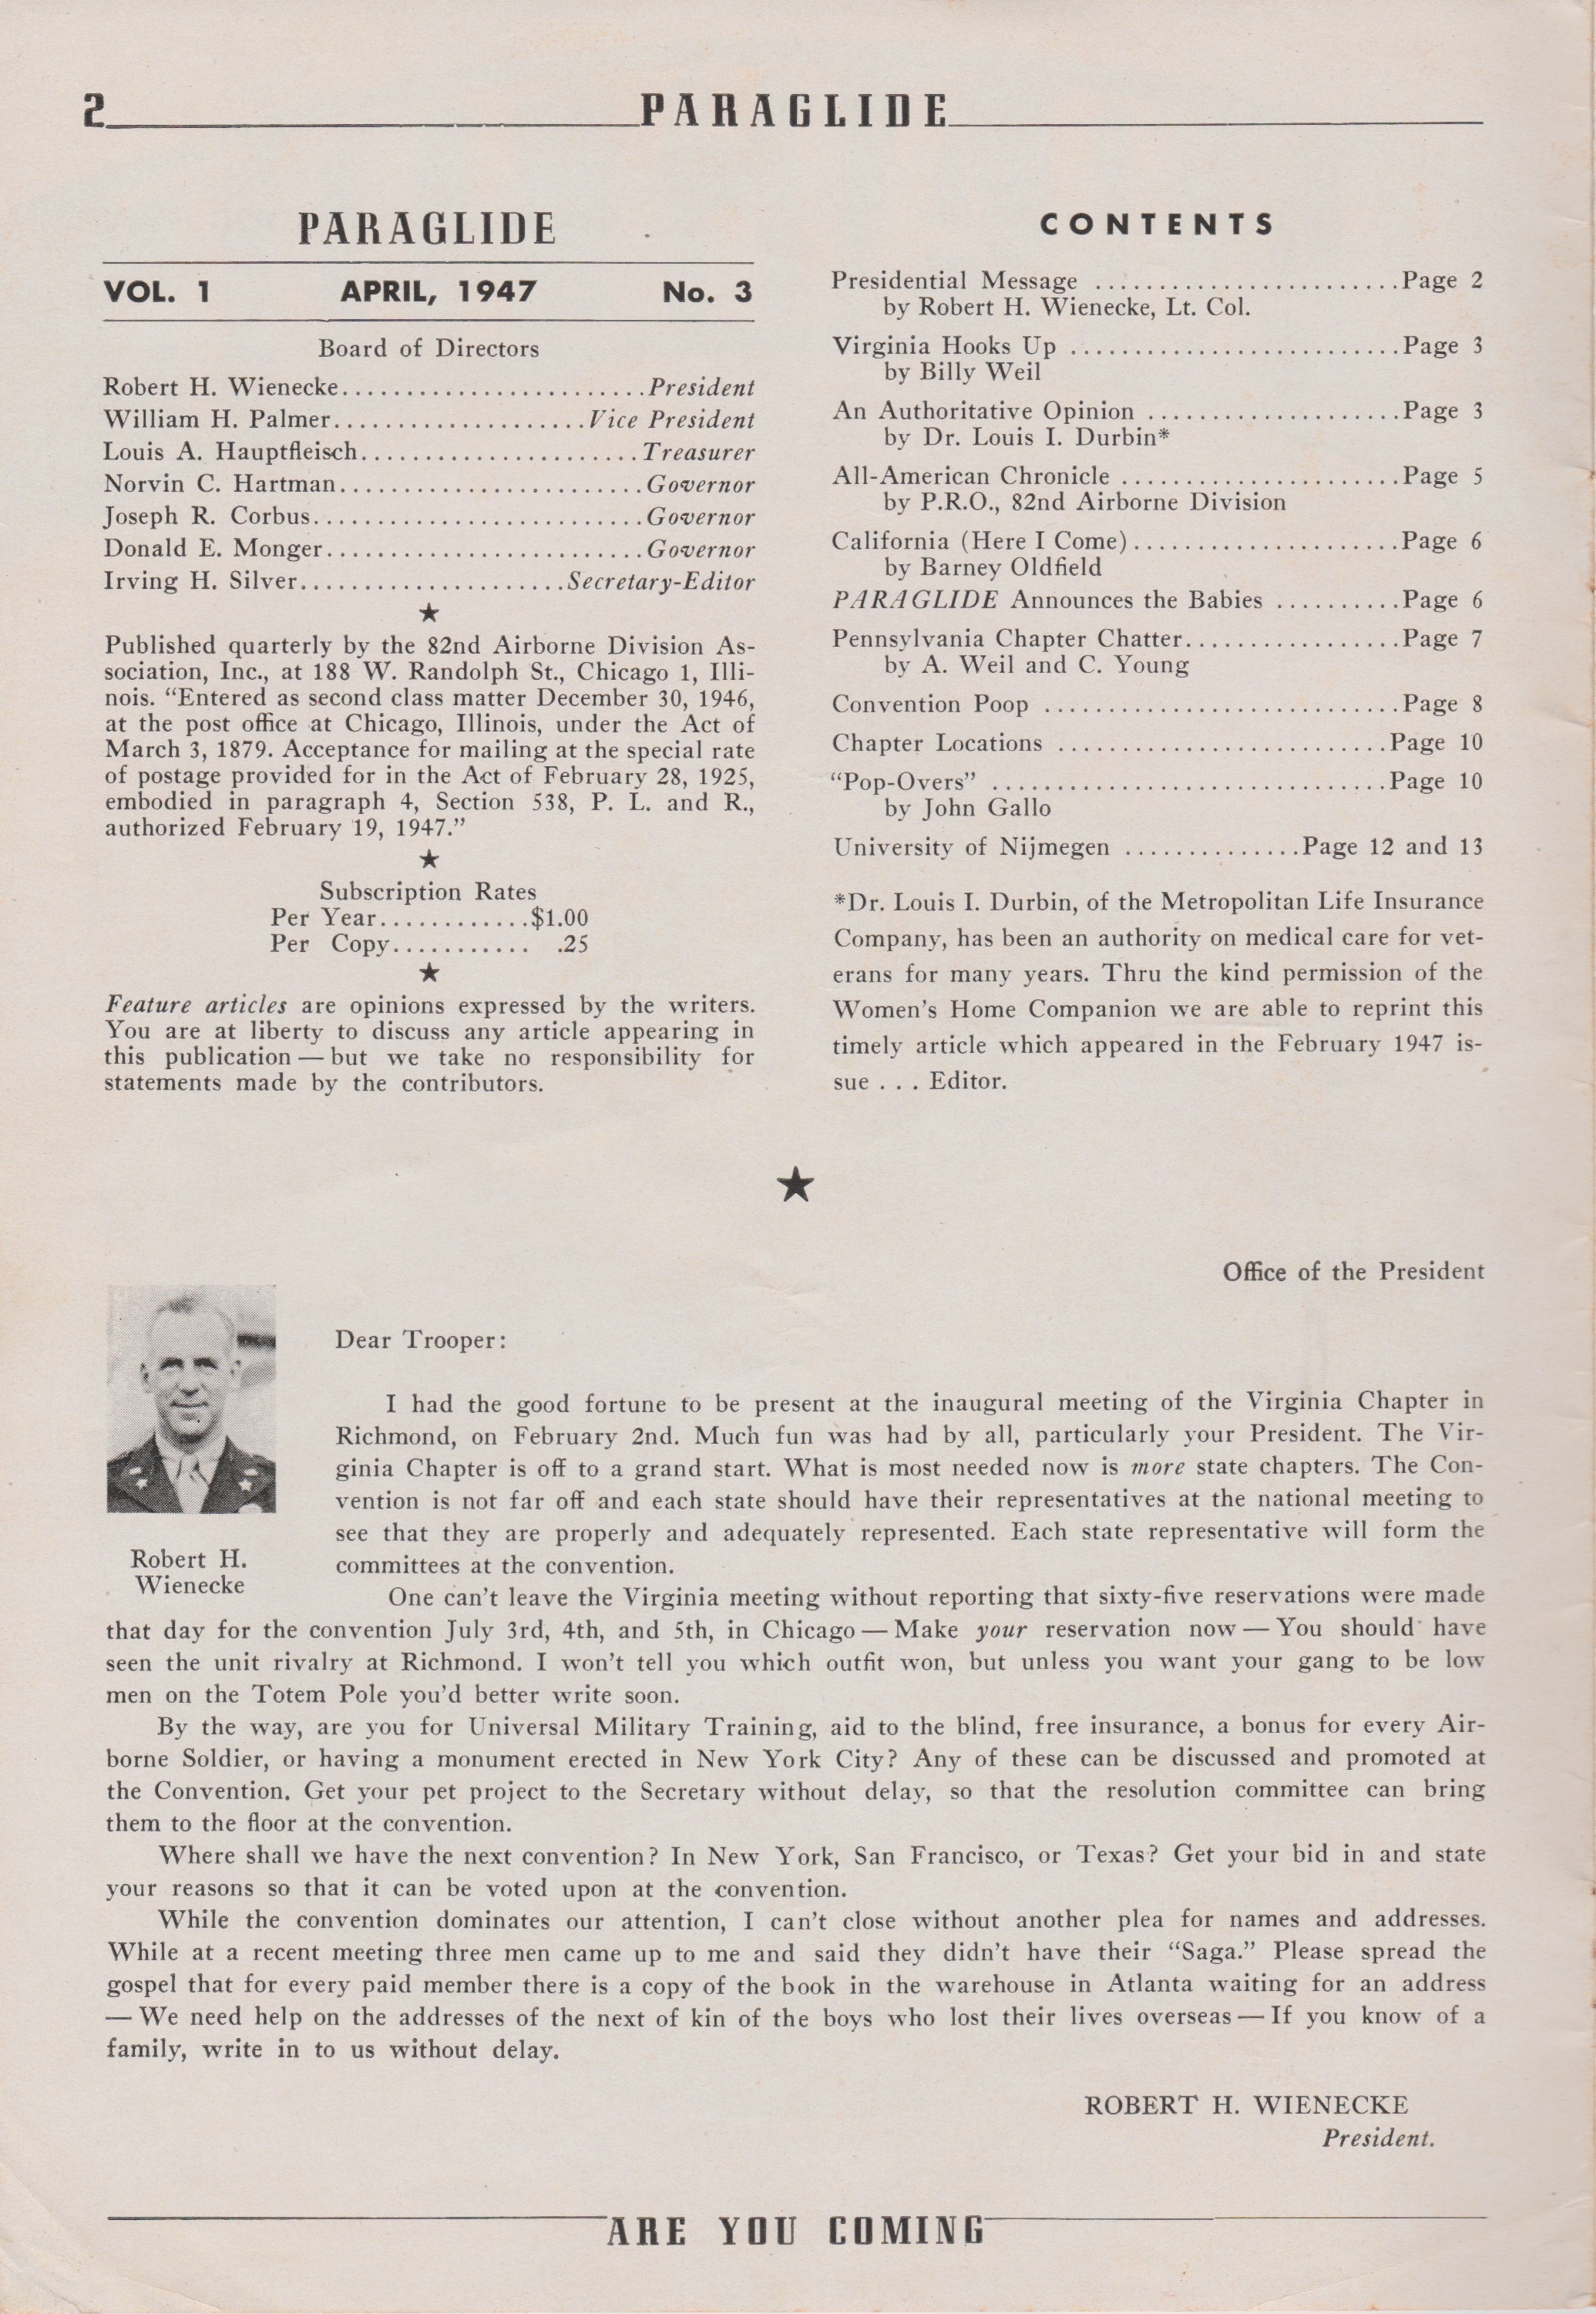 2 PARAGLIDE
PARAGLIDE
VOL. 1 APRIL, 1947 No. 3
Board of Directors
Robert H. Wienecke........................President
William H. Palmer....................Vice President
Louis A. Hauptfleisch......................Treasurer
Norvin C. Hartman........................Governor
Joseph R. Corbus..........................Governor
Donald E. Monger.........................Governor
Irving H. Silver.....................Secretary-Editor
★
Published quarterly by the 82nd Airborne Division As-
sociation, Inc., at 188 W. Randolph St., Chicago 1, Illi-
nois. “Entered as second class matter December 30, 1946,
at the post office at Chicago, Illinois, under the Act of
March 3, 1879. Acceptance for mailing at the special rate
of postage provided for in the Act of February 28, 1925,
embodied in paragraph 4, Section 538, P. L. and R.,
authorized February 19, 1947.”
★
Subscription Rates
Per Year............$1.00
Per Copy........... .25
★
Feature articles are opinions expressed by the writers.
You are at liberty to discuss any article appearing in
this publication — but we take no responsibility for
statements made by the contributors.
CONTENTS
Presidential Message ........................Page 2
by Robert H. Wienecke, Lt. Col.
Virginia Hooks Up ..........................Page 3
by Billy Weil
An Authoritative Opinion ....................Page 3
by Dr. Louis I. Durbin*
All-American Chronicle ......................Page 5
by P.R.O., 82nd Airborne Division
California (Here I Come).....................Page 6
by Barney Oldfield
PARAGLIDE Announces the Babies ..........Page 6
Pennsylvania Chapter Chatter.................Page 7
by A. Weil and C. Young
Convention Poop ............................Page 8
Chapter Locations ..........................Page 10
“Pop-Overs” ...............................Page 10
by John Gallo
University of Nijmegen ..............Page 12 and 13
*Dr. Louis I. Durbin, of the Metropolitan Life Insurance
Company, has been an authority on medical care for vet-
erans for many years. Thru the kind permission of the
Women’s Home Companion we are able to reprint this
timely article which appeared in the February 1947 is-
sue . . . Editor.
★
Office of the President
Robert H.
Wienecke
Dear Trooper:
I had the good fortune to be present at the inaugural meeting of the Virginia Chapter in
Richmond, on February 2nd. Much fun was had by all, particularly your President. The Vir-
ginia Chapter is off to a grand start. What is most needed now is more state chapters. The Con-
vention is not far off and each state should have their representatives at the national meeting to
see that they are properly and adequately represented. Each state representative will form the
committees at the convention.
One can’t leave the Virginia meeting without reporting that sixty-five reservations were made
that day for the convention July 3rd, 4th, and 5th, in Chicago — Make your reservation now — You should have
seen the unit rivalry at Richmond. I won’t tell you which outfit won, but unless you want your gang to be low
men on the Totem Pole you’d better write soon.
By the way, are you for Universal Military Training, aid to the blind, free insurance, a bonus for every Air-
borne Soldier, or having a monument erected in New York City? Any of these can be discussed and promoted at
the Convention. Get your pet project to the Secretary without delay, so that the resolution committee can bring
them to the floor at the convention.
Where shall we have the next convention? In New York, San Francisco, or Texas? Get your bid in and state
your reasons so that it can be voted upon at the convention.
While the convention dominates our attention, I can’t close without another plea for names and addresses.
While at a recent meeting three men came up to me and said they didn’t have their “Saga.” Please spread the
gospel that for every paid member there is a copy of the book in the warehouse in Atlanta waiting for an address
— We need help on the addresses of the next of kin of the boys who lost their lives overseas — If you know of a
family, write in to us without delay.
ROBERT H. WIENECKE
President.
ARE YOU COMING